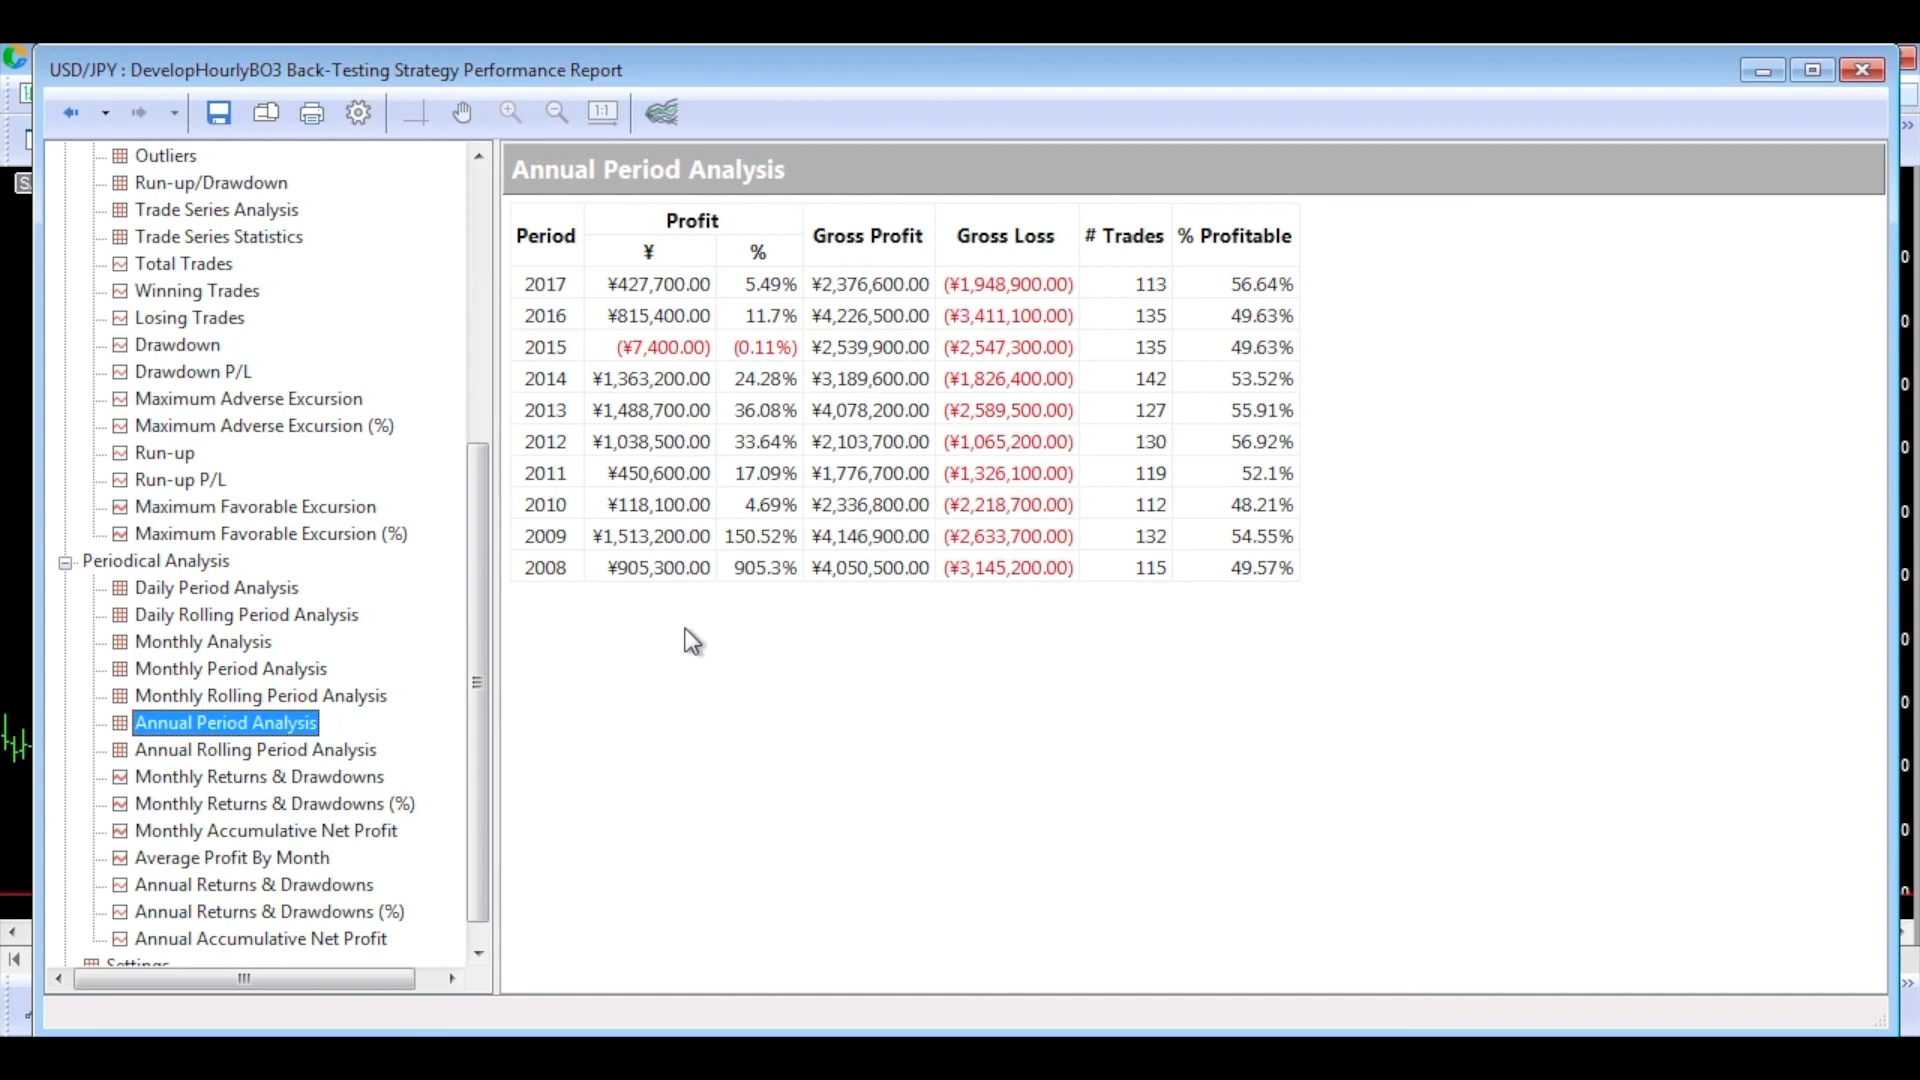 USD/JPY : DevelopHourlyBO3 Back-Testing Strategy Performance Report
1:1
Outliers
Run-up/Drawdown
Trade Series Analysis
Trade Series Statistics
Total Trades
Winning Trades
Losing Trades
Drawdown
Drawdown P/L
Maximum Adverse Excursion
Maximum Adverse Excursion (%)
Run-up
Run-up P/L
Maximum Favorable Excursion
Maximum Favorable Excursion (%)
Periodical Analysis
Daily Period Analysis
Daily Rolling Period Analysis
Monthly Analysis
Monthly Period Analysis
Monthly Rolling Period Analysis
Annual Period Analysis
Annual Rolling Period Analysis
Monthly Returns & Drawdowns
Monthly Returns & Drawdowns (%)
Monthly Accumulative Net Profit
Average Profit By Month
Annual Returns & Drawdowns
Annual Returns & Drawdowns (%)
Annual Accumulative Net Profit
Settings
Annual Period Analysis
Period Profit Gross Profit Gross Loss # Trades % Profitable
¥ %
2017 ¥427,700.00 5.49% ¥2,376,600.00 (¥1,948,900.00) 113 56.64%
2016 ¥815,400.00 11.7% ¥4,226,500.00 (¥3,411,100.00) 135 49.63%
2015 (¥7,400.00) (0.11%) ¥2,539,900.00 (¥2,547,300.00) 135 49.63%
2014 ¥1,363,200.00 24.28% ¥3,189,600.00 (¥1,826,400.00) 142 53.52%
2013 ¥1,488,700.00 36.08% ¥4,078,200.00 (¥2,589,500.00) 127 55.91%
2012 ¥1,038,500.00 33.64% ¥2,103,700.00 (¥1,065,200.00) 130 56.92%
2011 ¥450,600.00 17.09% ¥1,776,700.00 (¥1,326,100.00) 119 52.1%
2010 ¥118,100.00 4.69% ¥2,336,800.00 (¥2,218,700.00) 112 48.21%
2009 ¥1,513,200.00 150.52% ¥4,146,900.00 (¥2,633,700.00) 132 54.55%
2008 ¥905,300.00 905.3% ¥4,050,500.00 (¥3,145,200.00) 115 49.57%